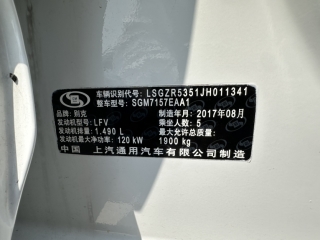 车辆识别代号: LSGZR5351JH011341
整车型号: SGM7157EAA1
品牌: 别克 制造年月: 2017年08月
发动机型号: LFV 乘坐人数: 5
发动机排量: 1.490 L 最大允许总质量:
发动机最大净功率: 120 kW 1900 kg
中国 上汽通用汽车有限公司制造